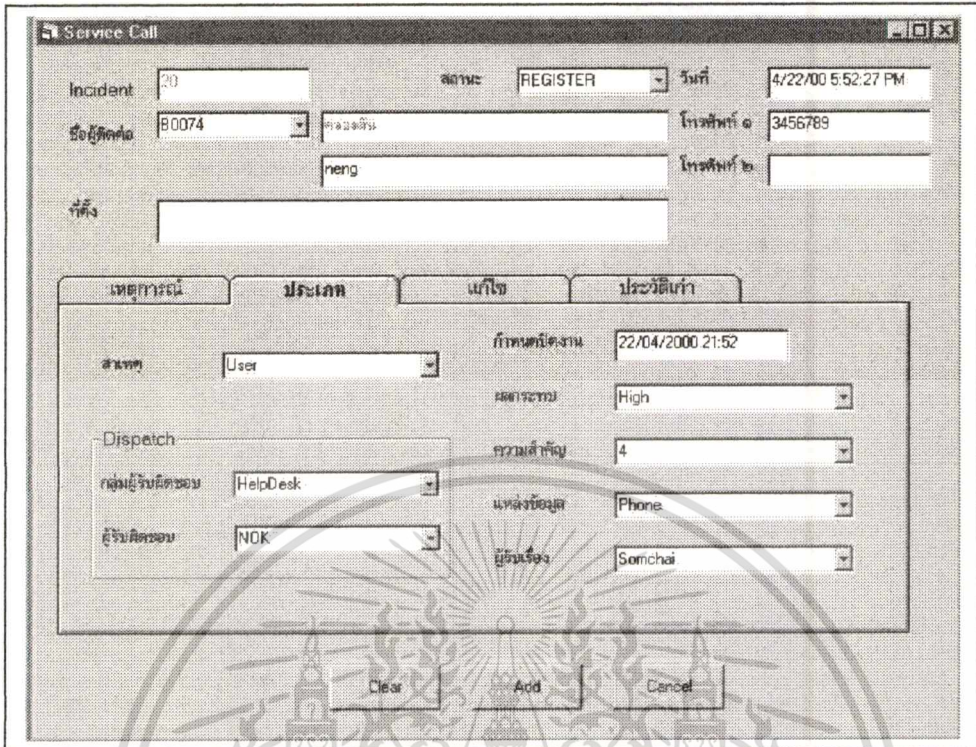 Service Call
Incident 20 สถานะ REGISTER วันที่ 4/22/00 5:52:27 PM
ชื่อผู้ติดต่อ B0074 คลองตัน โทรศัพท์ ๑ 3456789
neng โทรศัพท์ ๒
ที่ตั้ง
เหตุการณ์ ประเภท แก้ไข ประวัติเก่า
กำหนดปิดงาน 22/04/2000 21:52
สาเหตุ User
ผลกระทบ High
Dispatch
ความสำคัญ 4
กลุ่มผู้รับผิดชอบ HelpDesk
แหล่งข้อมูล Phone
ผู้รับผิดชอบ NOK
ผู้รับเรื่อง Somchai
Clear Add Cancel